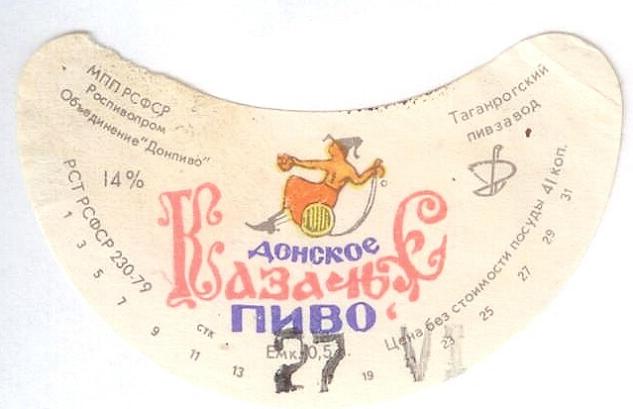 МПП РСФСР
Роспивопром
Объединение "Донпиво"
14%
РСТ РСФСР 230-79
Таганрогский
пивзавод
Донское
Казачье
пиво
стк
Емк. 0,5
Цена без стоимости посуды 41 коп.
1 3 5 7 9 11 13 19 23 25 27 29 31
27 VI